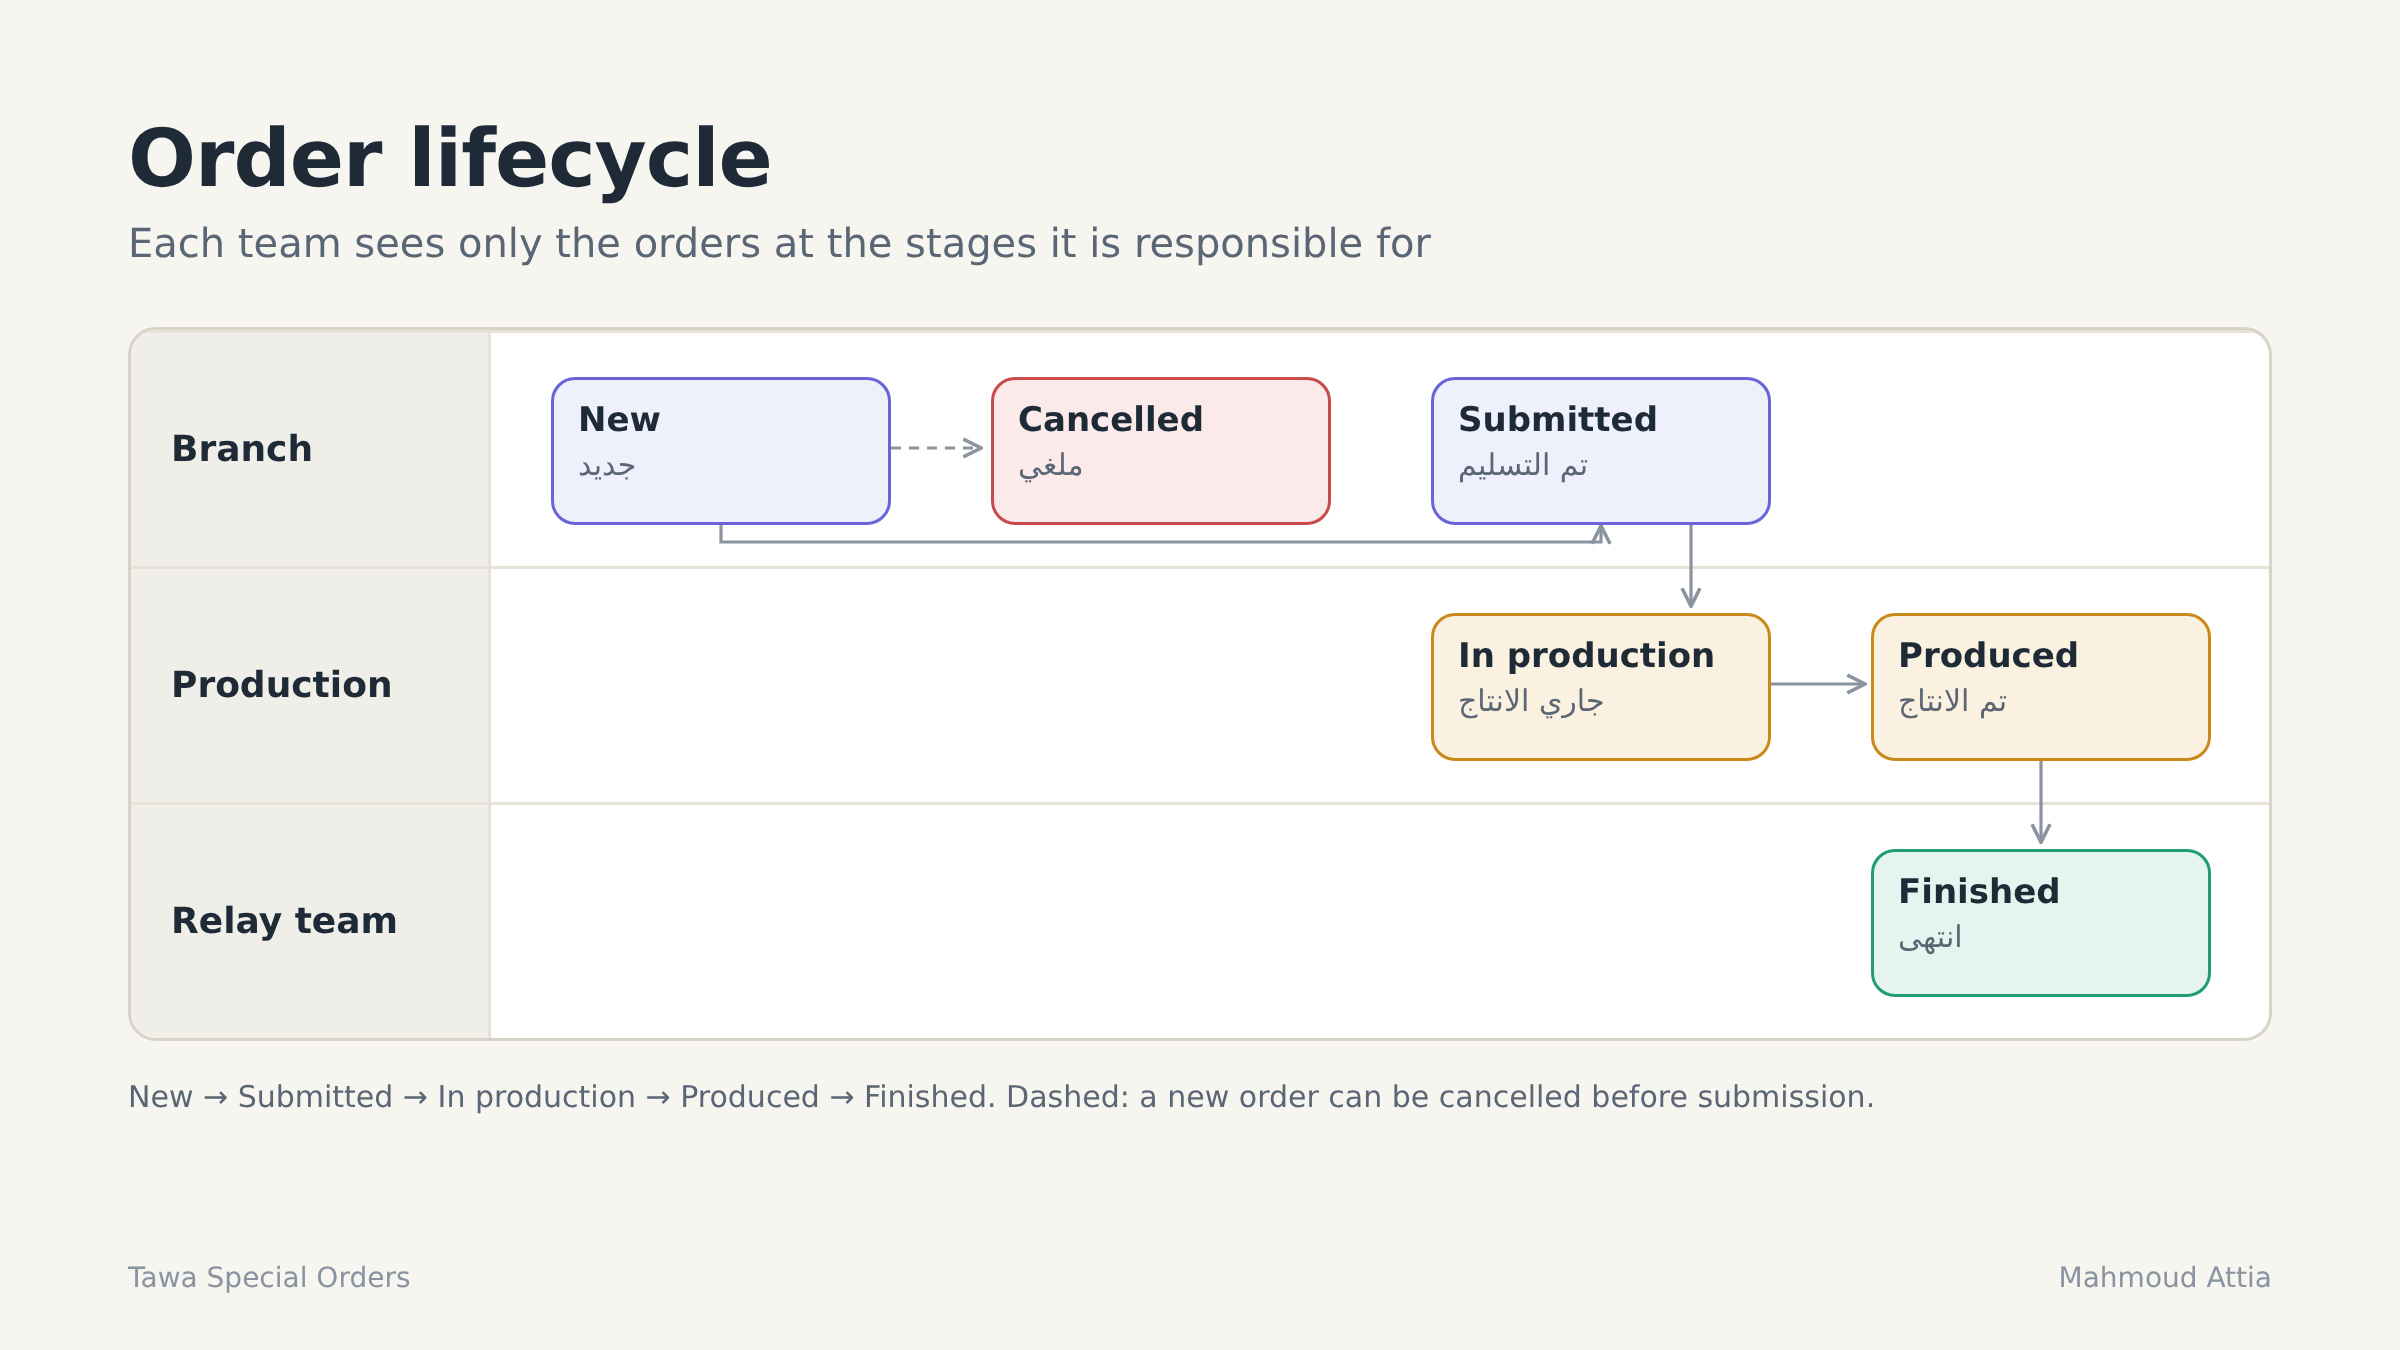 Order lifecycle
Each team sees only the orders at the stages it is responsible for
Branch
New
جديد
Cancelled
ملغي
Submitted
تم التسليم
Production
In production
جاري الانتاج
Produced
تم الانتاج
Relay team
Finished
انتهى
New → Submitted → In production → Produced → Finished. Dashed: a new order can be cancelled before submission.
Tawa Special Orders
Mahmoud Attia